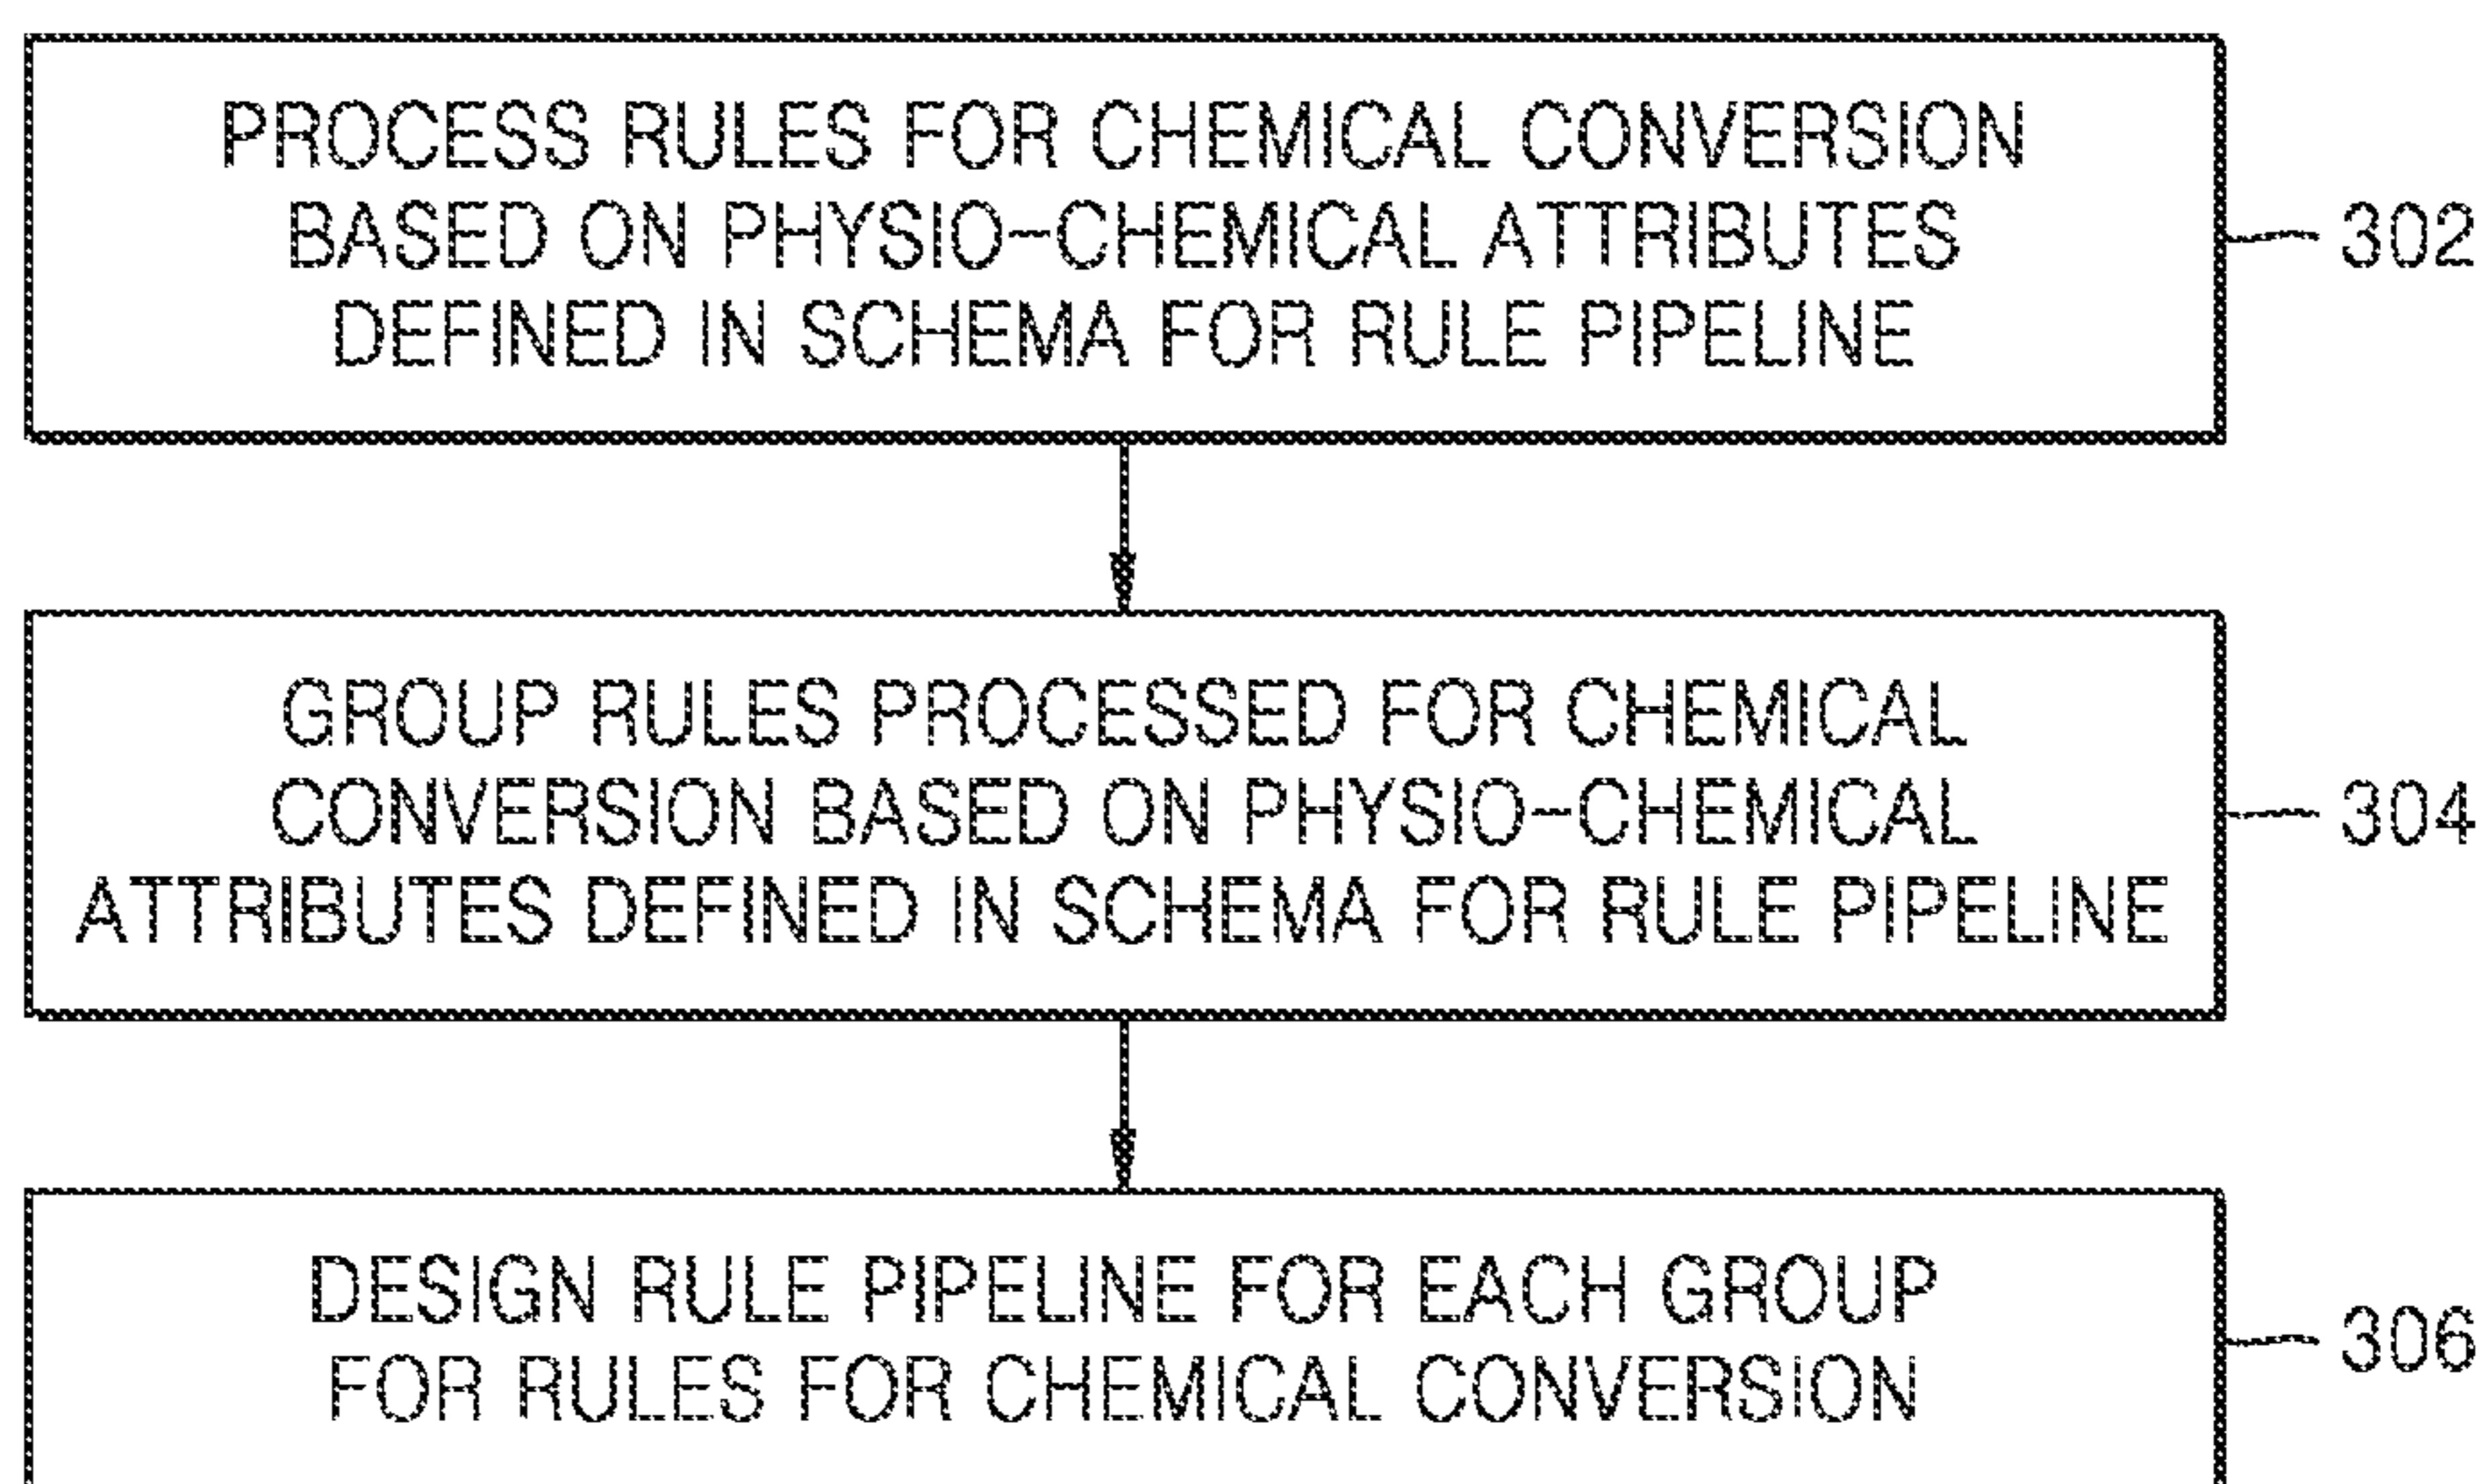 PROCESS RULES FOR CHEMICAL CONVERSION
BASED ON PHYSIO-CHEMICAL ATTRIBUTES
DEFINED IN SCHEMA FOR RULE PIPELINE
302
GROUP RULES PROCESSED FOR CHEMICAL
CONVERSION BASED ON PHYSIO-CHEMICAL
ATTRIBUTES DEFINED IN SCHEMA FOR RULE PIPELINE
304
DESIGN RULE PIPELINE FOR EACH GROUP
FOR RULES FOR CHEMICAL CONVERSION
306